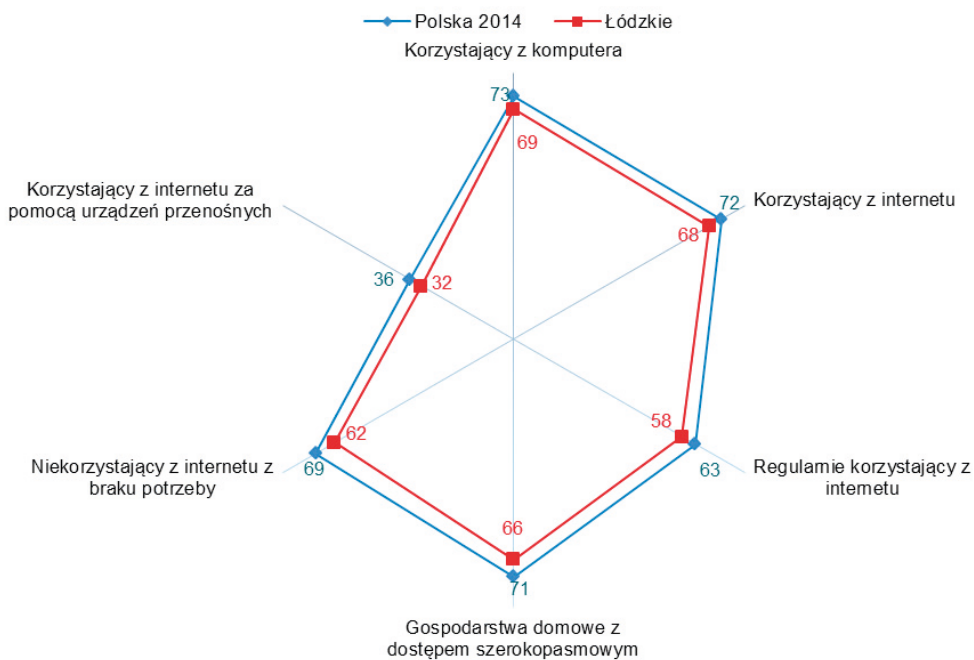 Polska 2014
Łódzkie
Korzystający z komputera
73
69
Korzystający z internetu za
pomocą urządzeń przenośnych
Korzystający z internetu
72
68
36
32
58
63
Regularnie korzystający z
internetu
62
69
Niekorzystający z internetu z
braku potrzeby
66
71
Gospodarstwa domowe z
dostępem szerokopasmowym